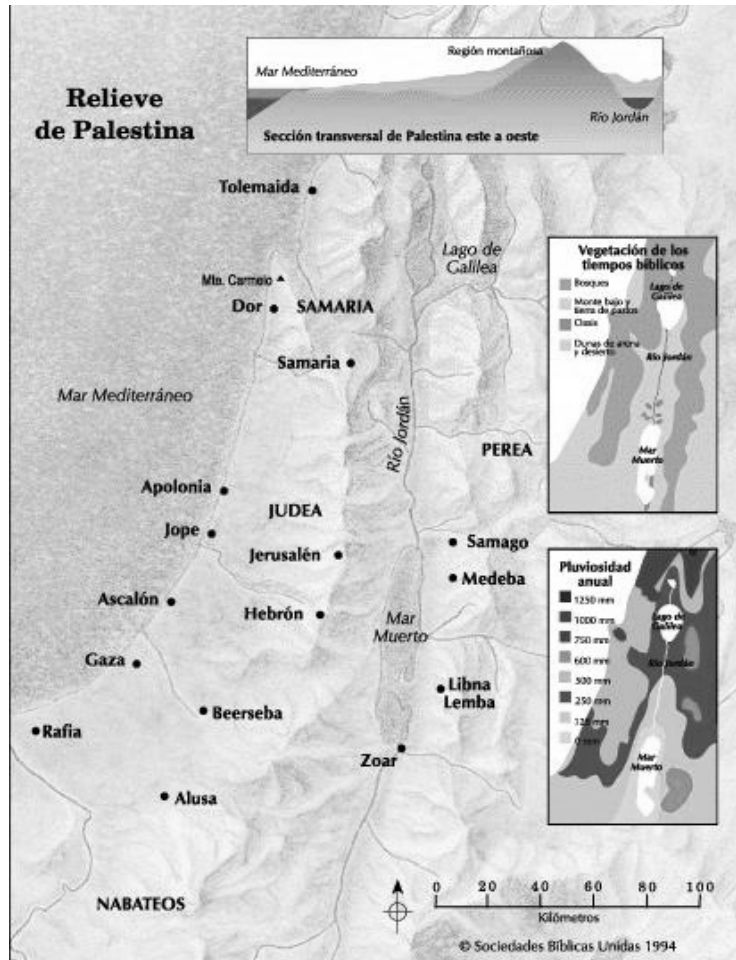 Relieve
de Palestina
Región montañosa
Mar Mediterráneo
Río Jordán
Sección transversal de Palestina este a oeste
Tolemaida
Lago de
Galilea
Mte. Carmelo
Dor
SAMARIA
Samaria
Mar Mediterráneo
Río Jordán
PEREA
Apolonia
JUDEA
Jope
Jerusalén
Samago
Medeba
Ascalón
Hebrón
Mar
Muerto
Gaza
Libna
Lemba
Beerseba
Rafia
Zoar
Alusa
NABATEOS
Vegetación de los
tiempos bíblicos
Bosques
Monte bajo y
tierra de pastos
Oasis
Dunas de arena
y desierto
Lago de
Galilea
Río Jordán
Mar
Muerto
Pluviosidad
anual
1250 mm
1000 mm
750 mm
600 mm
500 mm
250 mm
125 mm
0 mm
Lago de
Galilea
Río Jordán
Mar
Muerto
0 20 40 60 80 100
Kilómetros
© Sociedades Bíblicas Unidas 1994